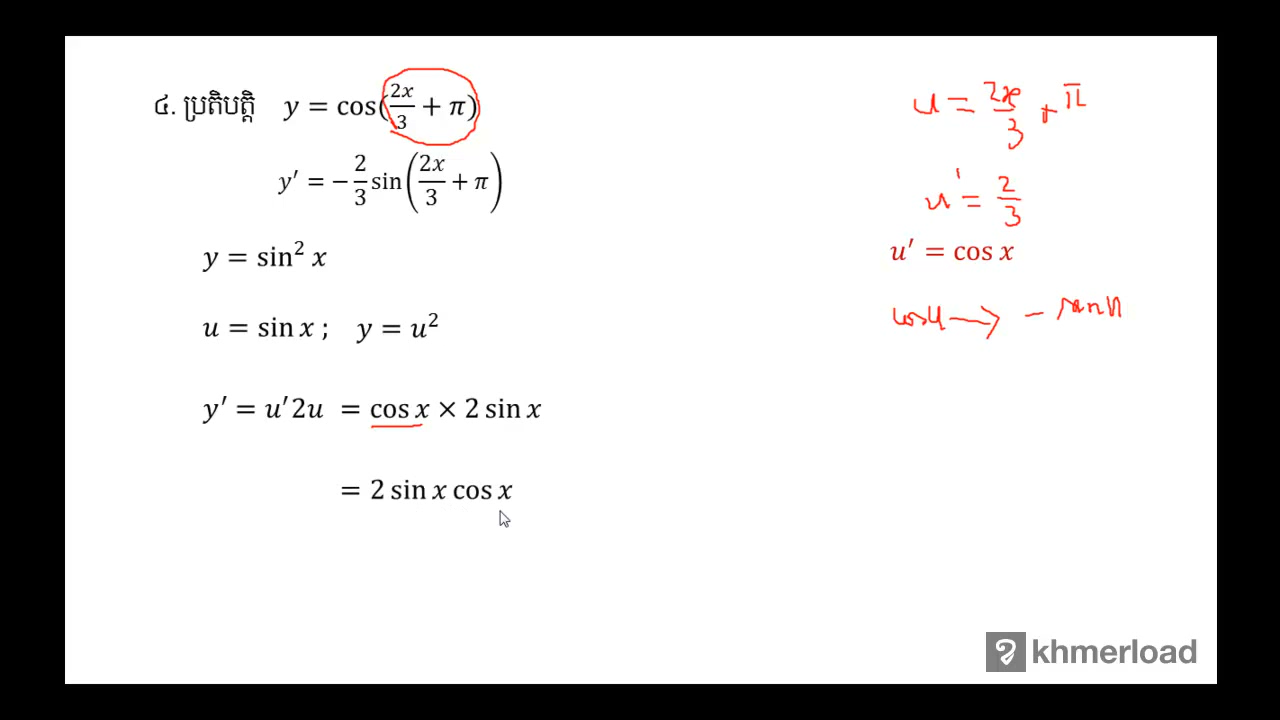 ៤. ប្រតិបត្តិ y = cos(2x/3 + π)
u = 2x/3 + π
y′ = −2/3 sin(2x/3 + π)
u' = 2/3
y = sin² x
u′ = cos x
u = sin x ; y = u²
cosu → - sin u
y′ = u′2u = cos x × 2 sin x
= 2 sin x cos x
khmerload